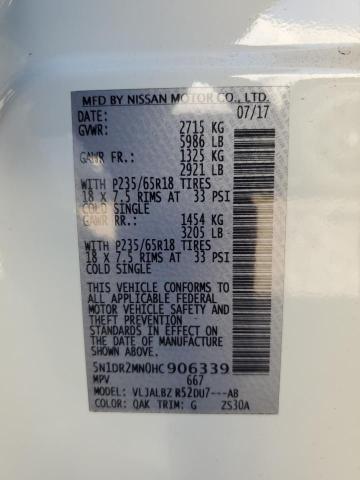 MFD BY NISSAN MOTOR CO., LTD.
DATE: 07/17
GVWR: 2715 KG
5986 LB
GAWR FR.: 1325 KG
2921 LB
WITH P235/65R18 TIRES
18 X 7.5 RIMS AT 33 PSI
COLD SINGLE
GAWR RR.: 1454 KG
3205 LB
WITH P235/65R18 TIRES
18 X 7.5 RIMS AT 33 PSI
COLD SINGLE
THIS VEHICLE CONFORMS TO
ALL APPLICABLE FEDERAL
MOTOR VEHICLE SAFETY AND
THEFT PREVENTION
STANDARDS IN EFFECT ON
THE DATE OF MANUFACTURE
SHOWN ABOVE.
5N1DR2MN0HC906339
MPV 667
MODEL: VLJALBZ R52DU7---AB
COLOR: QAK TRIM: G ZS30A